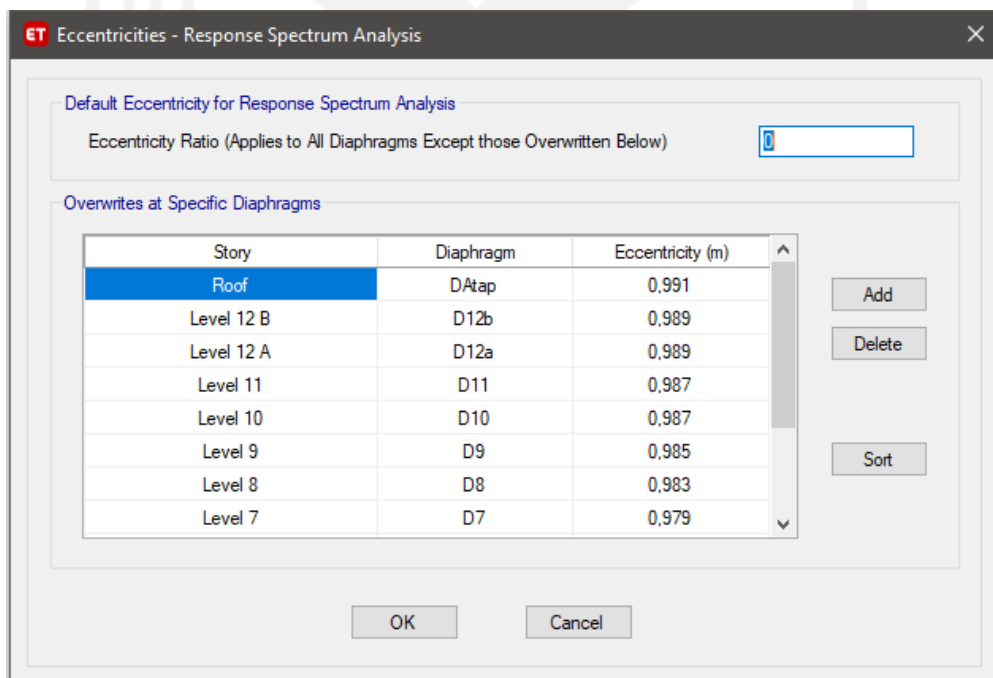 ET Eccentricities - Response Spectrum Analysis
Default Eccentricity for Response Spectrum Analysis
Eccentricity Ratio (Applies to All Diaphragms Except those Overwritten Below) 0
Overwrites at Specific Diaphragms
Story Diaphragm Eccentricity (m)
Roof DAtap 0,991
Add
Level 12 B D12b 0,989
Level 12 A D12a 0,989
Delete
Level 11 D11 0,987
Level 10 D10 0,987
Level 9 D9 0,985
Sort
Level 8 D8 0,983
Level 7 D7 0,979
OK Cancel